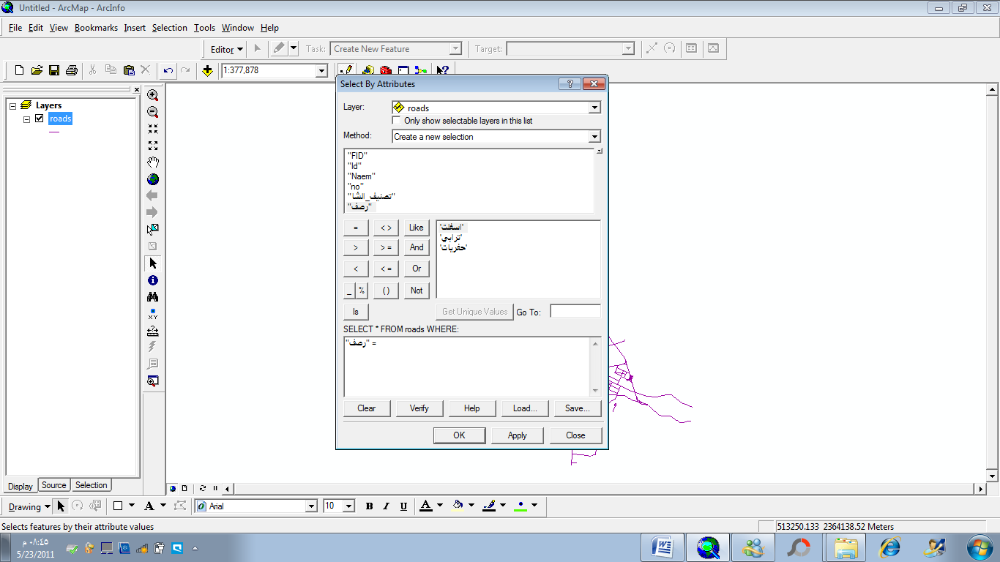 Untitled - ArcMap - ArcInfo
File Edit View Bookmarks Insert Selection Tools Window Help
Editor Task: Create New Feature Target:
1:377,878
Select By Attributes
Layer: roads
Only show selectable layers in this list
Method: Create a new selection
"FID"
"Id"
"Naem"
"no"
"تصنيف_الشا"
"رصف"
= < > Like
> > = And
< < = Or
_ % ( ) Not
Is
'اسفلت'
'ترابي'
'حفريات'
Get Unique Values Go To:
SELECT * FROM roads WHERE:
"رصف" =
Clear Verify Help Load... Save...
OK Apply Close
Layers
roads
Display Source Selection
Drawing A Arial 10 B I U A
Selects features by their attribute values
513250.133 2364138.52 Meters
٠٨:٤٥ م
5/23/2011